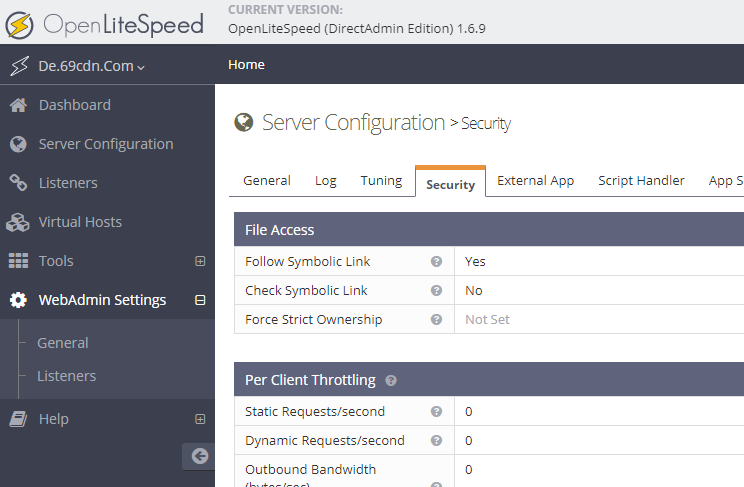 OpenLiteSpeed
CURRENT VERSION:
OpenLiteSpeed (DirectAdmin Edition) 1.6.9
De.69cdn.Com
Home
Dashboard
Server Configuration
Listeners
Virtual Hosts
Tools
WebAdmin Settings
General
Listeners
Help
Server Configuration > Security
General Log Tuning Security External App Script Handler App S
File Access
Follow Symbolic Link Yes
Check Symbolic Link No
Force Strict Ownership Not Set
Per Client Throttling
Static Requests/second 0
Dynamic Requests/second 0
Outbound Bandwidth 0
(bytes/sec)